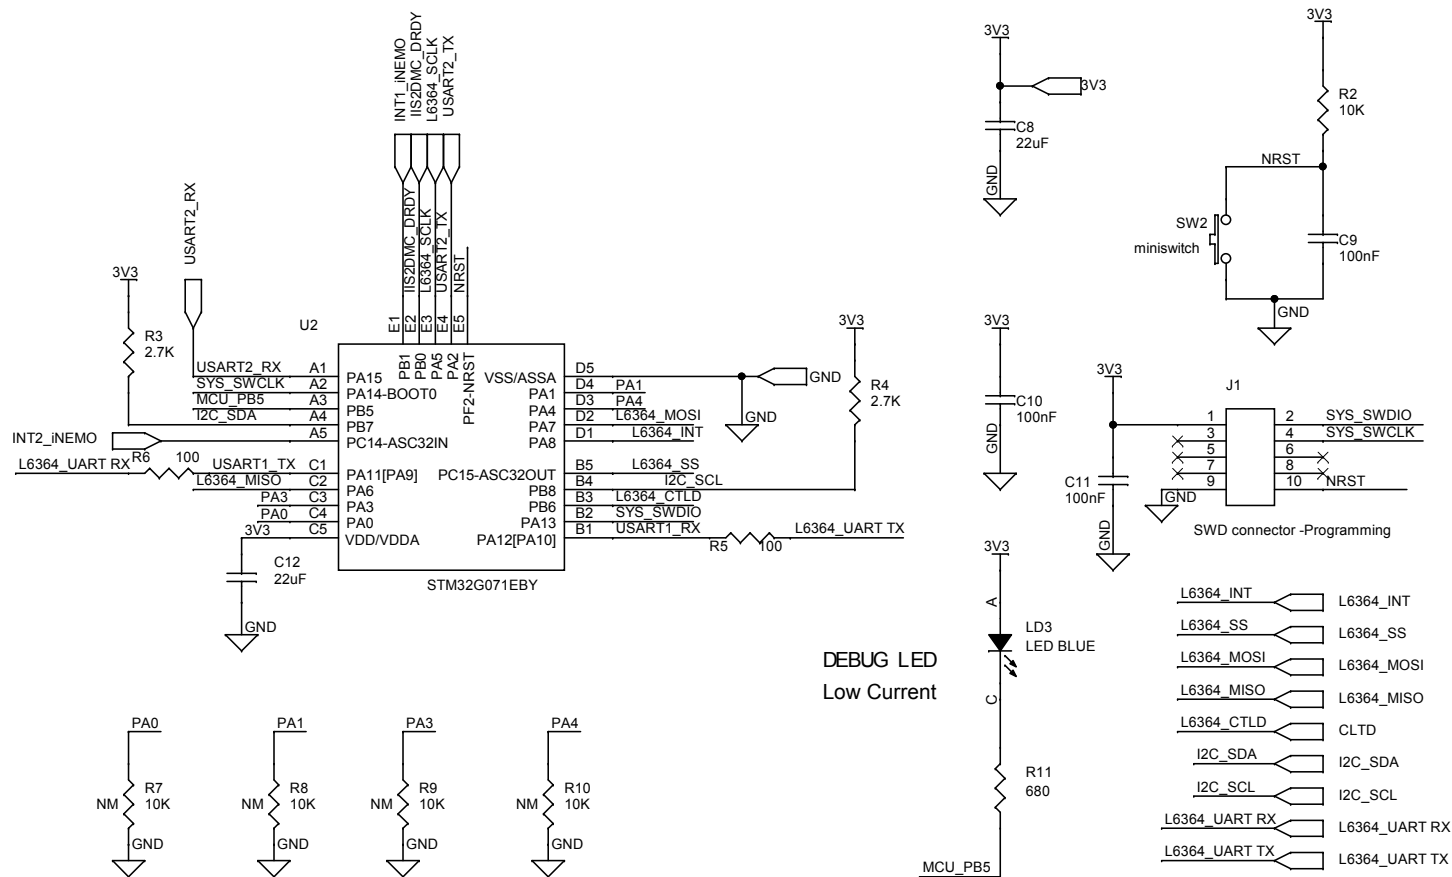 INT1_iNEMO
IIS2DMC_DRDY
L6364_SCLK
USART2_TX
USART2_RX
IIS2DMC_DRDY
L6364_SCLK
USART2_TX
NRST
3V3
R3
2.7K
U2
E1
E2
E3
E4
E5
PB1
PB0
PA5
PA2
PF2-NRST
USART2_RX A1 PA15
SYS_SWCLK A2 PA14-BOOT0
MCU_PB5 A3 PB5
I2C_SDA A4 PB7
INT2_iNEMO A5 PC14-ASC32IN
L6364_UART RX R6 100 USART1_TX C1 PA11[PA9]
L6364_MISO C2 PA6
PA3 C3 PA3
PA0 C4 PA0
3V3 C5 VDD/VDDA
C12
22uF
GND
VSS/ASSA D5
PA1 D4 PA1
PA4 D3 PA4
PA7 D2 L6364_MOSI
PA8 D1 L6364_INT
PC15-ASC32OUT B5 L6364_SS
PB8 B4 I2C_SCL
PB6 B3 L6364_CTLD
PA13 B2 SYS_SWDIO
PA12[PA10] B1 USART1_RX R5 100 L6364_UART TX
STM32G071EBY
GND
GND
3V3
R4
2.7K
3V3
3V3
C8
22uF
GND
3V3
R2
10K
NRST
SW2
miniswitch
C9
100nF
GND
3V3
C10
100nF
GND
3V3
J1
1 2 SYS_SWDIO
3 4 SYS_SWCLK
5 6
7 8
9 10 NRST
GND
C11
100nF
GND
SWD connector -Programming
3V3
A
LD3
LED BLUE
DEBUG LED
Low Current
C
R11
680
MCU_PB5
L6364_INT L6364_INT
L6364_SS L6364_SS
L6364_MOSI L6364_MOSI
L6364_MISO L6364_MISO
L6364_CTLD CLTD
I2C_SDA I2C_SDA
I2C_SCL I2C_SCL
L6364_UART RX L6364_UART RX
L6364_UART TX L6364_UART TX
PA0
NM R7
10K
GND
PA1
NM R8
10K
GND
PA3
NM R9
10K
GND
PA4
NM R10
10K
GND